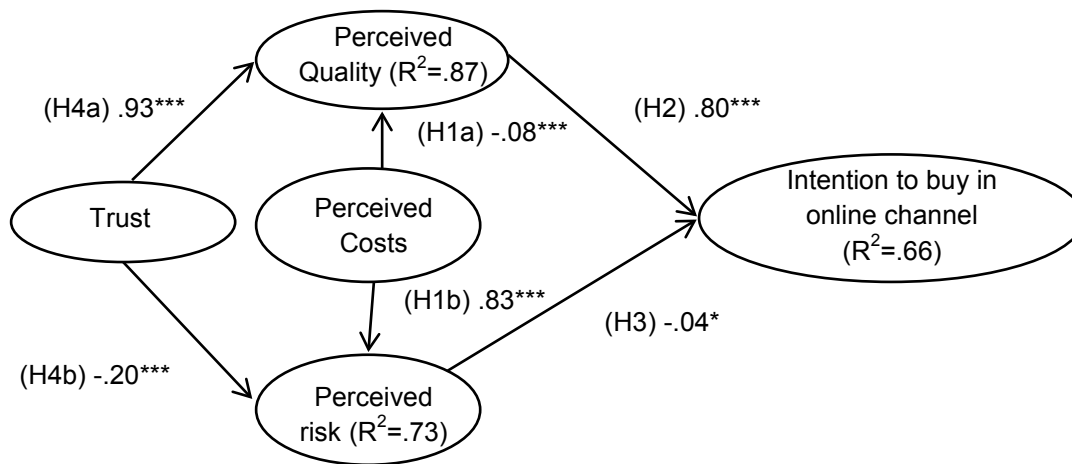 Perceived
Quality (R²=.87)
(H4a) .93***
(H2) .80***
(H1a) -.08***
Trust
Perceived
Costs
Intention to buy in
online channel
(R²=.66)
(H1b) .83***
(H3) -.04*
(H4b) -.20***
Perceived
risk (R²=.73)